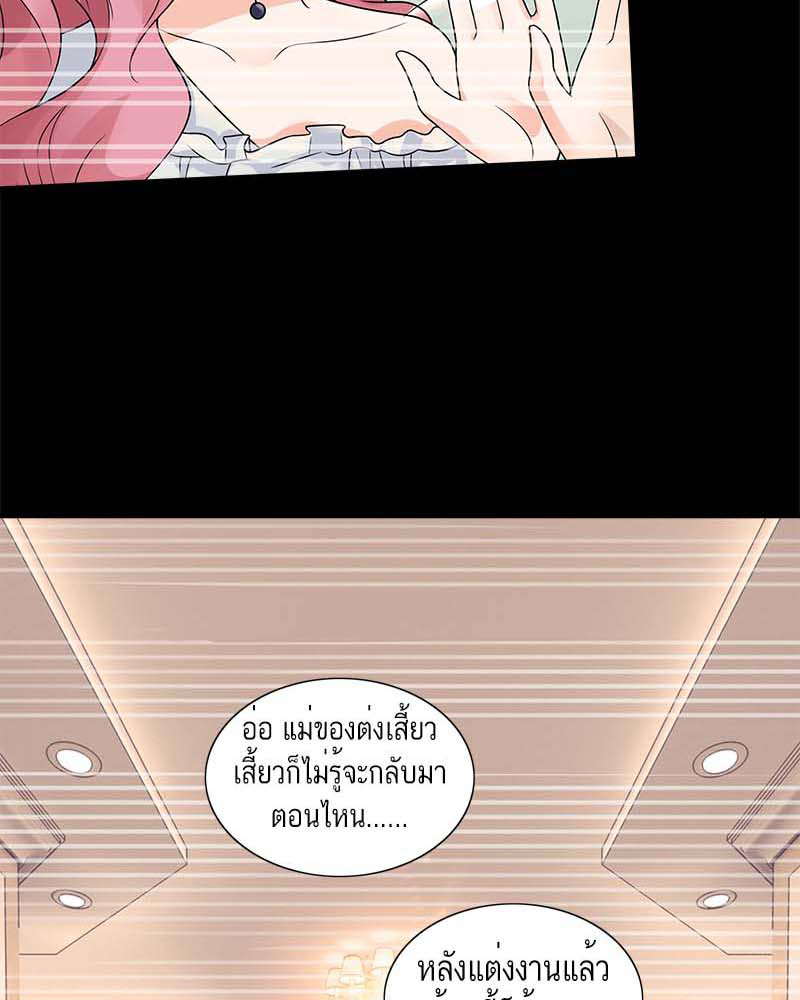 อ่อ แม่ของต่งเสี้ยว
เสี้ยวก็ไม่รู้จะกลับมา
ตอนไหน......
หลังแต่งงานแล้ว